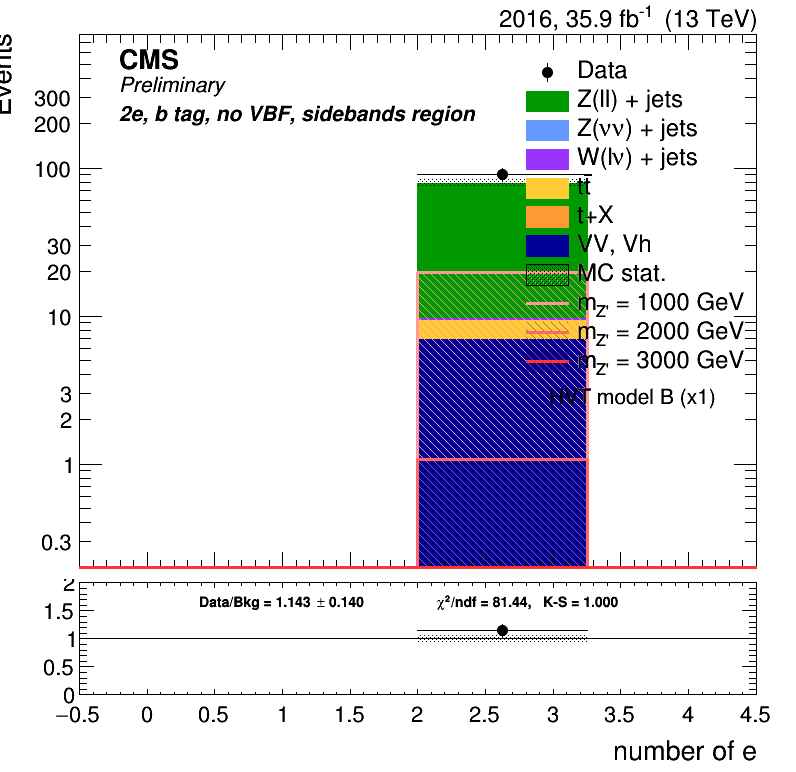 2016, 35.9 fb⁻¹ (13 TeV)
Events
CMS
Preliminary
2e, b tag, no VBF, sidebands region
Data
Z(ll) + jets
Z(νν) + jets
W(lν) + jets
tt
t+X
VV, Vh
MC stat.
m_Z' = 1000 GeV
m_Z' = 2000 GeV
m_Z' = 3000 GeV
HVT model B (x1)
300
200
100
30
20
10
3
2
1
0.3
Data/Bkg = 1.143 ± 0.140
χ²/ndf = 81.44, K-S = 1.000
2
1.5
1
0.5
0
−0.5 0 0.5 1 1.5 2 2.5 3 3.5 4 4.5
number of e